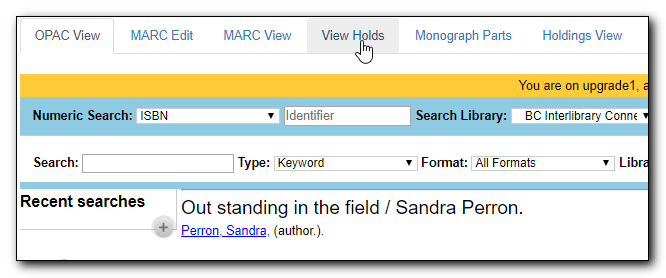 OPAC View MARC Edit MARC View View Holds Monograph Parts Holdings View
You are on upgrade1, a
Numeric Search: ISBN Identifier Search Library: BC Interlibrary Conne
Search: Type: Keyword Format: All Formats Libra
Recent searches
Out standing in the field / Sandra Perron.
Perron, Sandra, (author.).